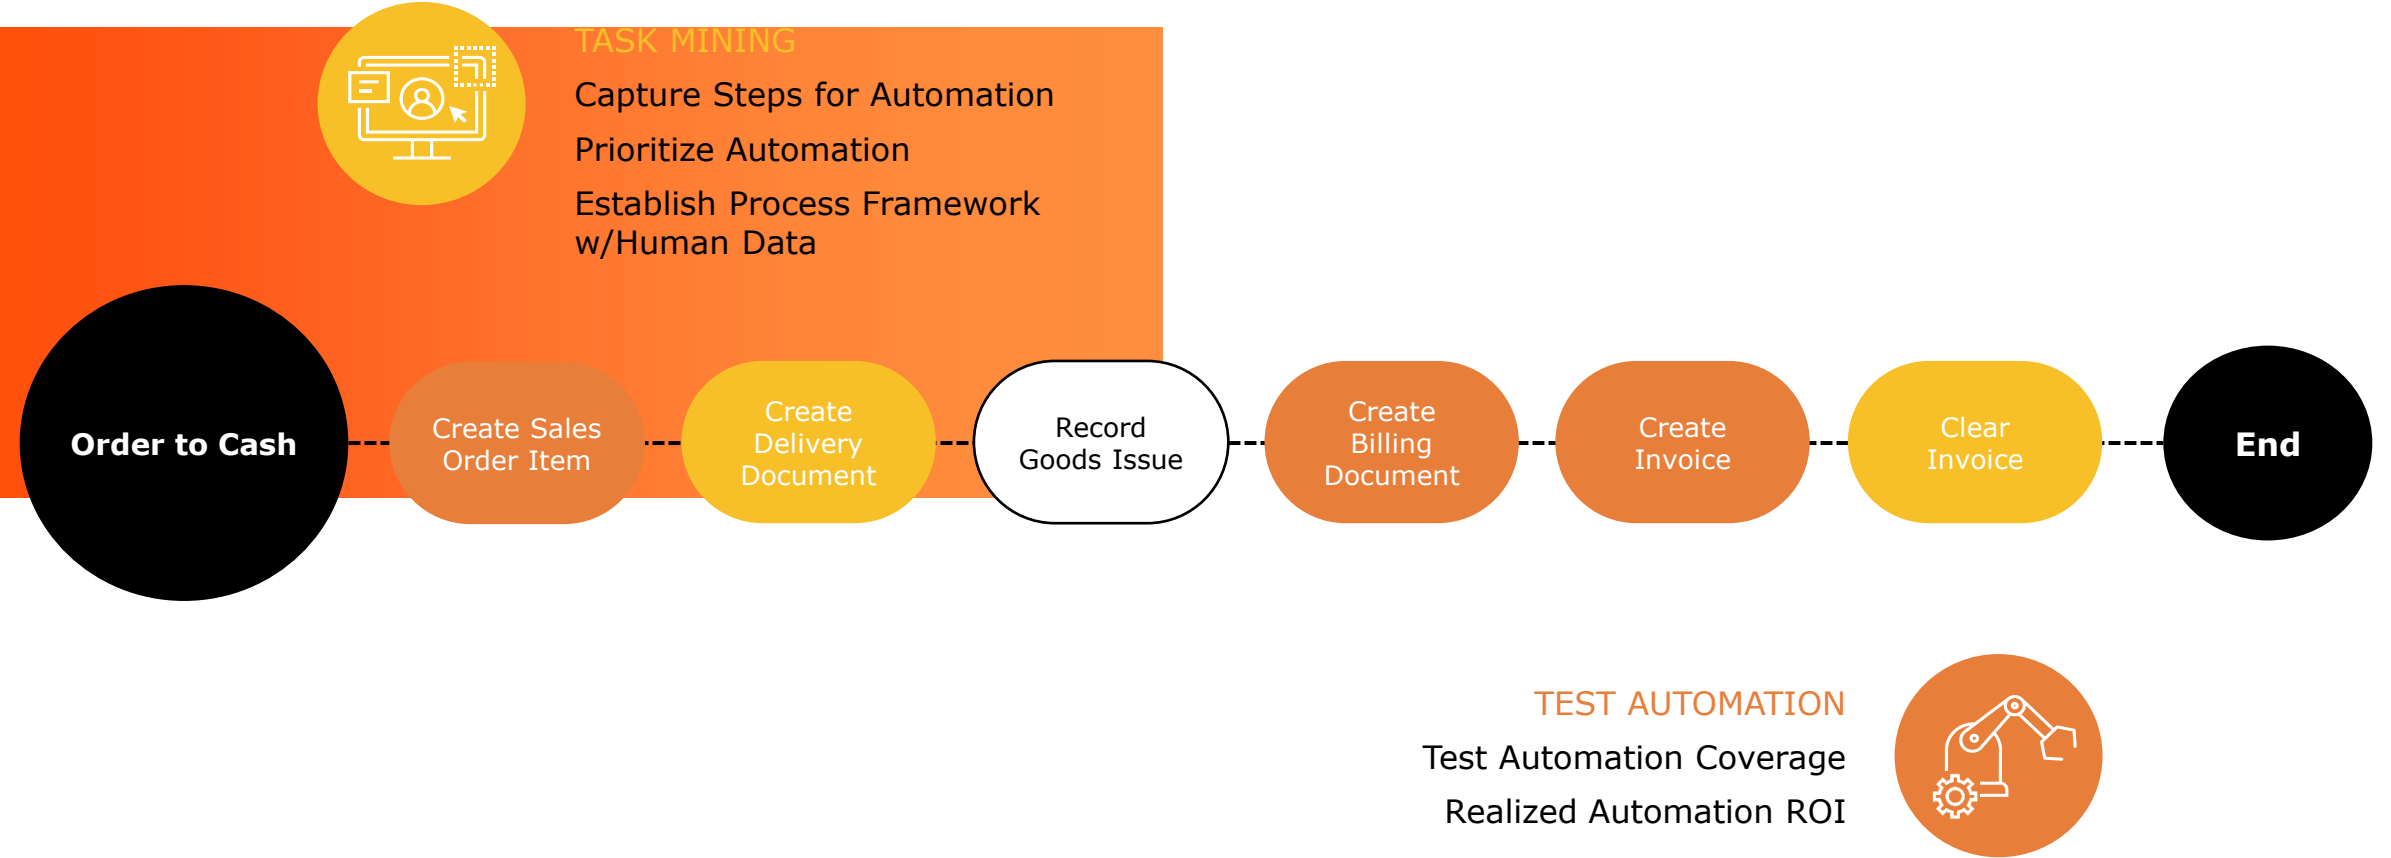 TASK MINING
Capture Steps for Automation
Prioritize Automation
Establish Process Framework
w/Human Data
Order to Cash
Create Sales
Order Item
Create
Delivery
Document
Record
Goods Issue
Create
Billing
Document
Create
Invoice
Clear
Invoice
End
TEST AUTOMATION
Test Automation Coverage
Realized Automation ROI